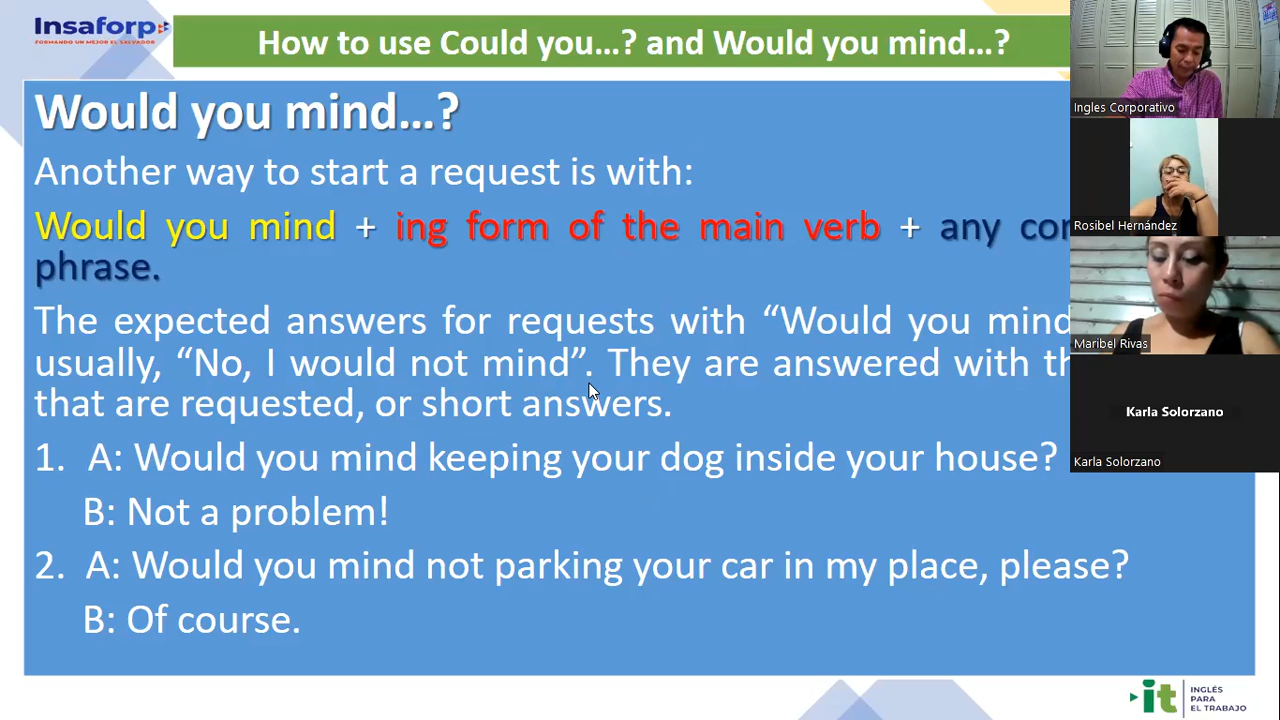 Insaforp
FORMANDO UN MEJOR EL SALVADOR
How to use Could you...? and Would you mind...?
Would you mind...?
Another way to start a request is with:
Would you mind + ing form of the main verb + any
phrase.
The expected answers for requests with “Would you mind
usually, “No, I would not mind”. They are answered with
that are requested, or short answers.
1. A: Would you mind keeping your dog inside your house?
B: Not a problem!
2. A: Would you mind not parking your car in my place, please?
B: Of course.
Ingles Corporativo
Rosibel Hernández
Maribel Rivas
Karla Solorzano
Karla Solorzano
it INGLÉS
PARA
EL TRABAJO